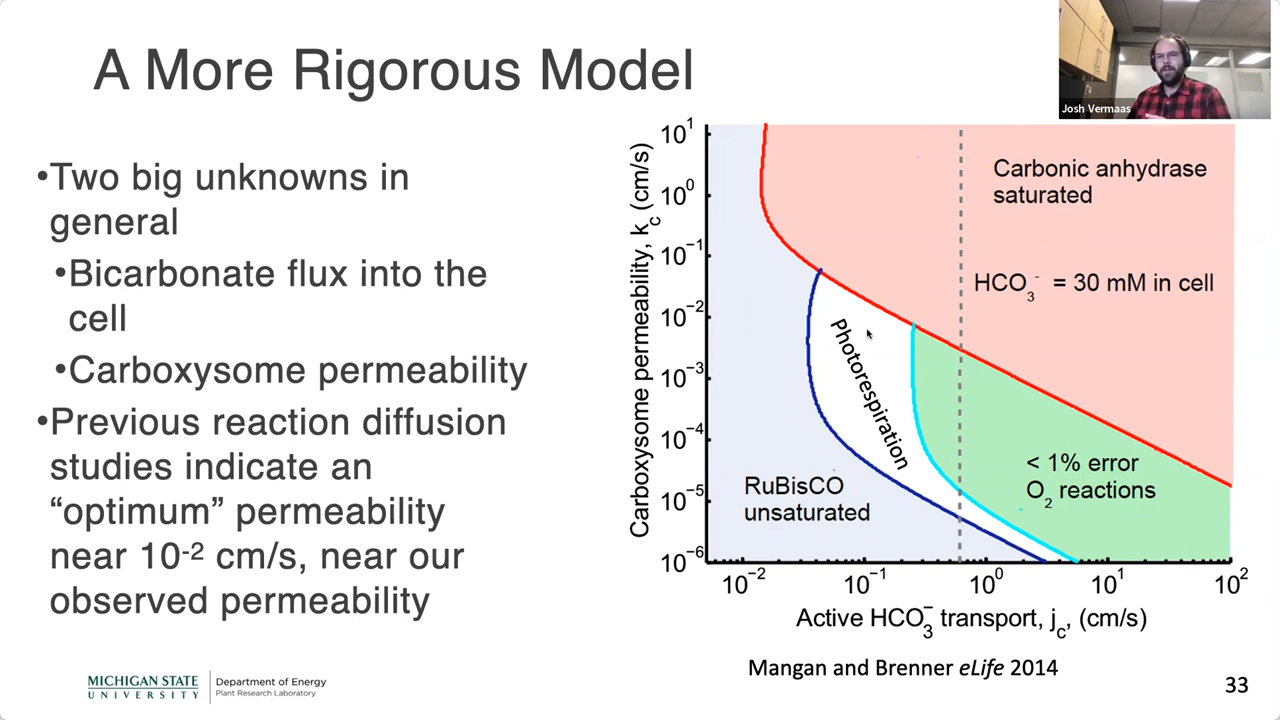 A More Rigorous Model
Josh Vermaas
•Two big unknowns in
general
•Bicarbonate flux into the
cell
•Carboxysome permeability
•Previous reaction diffusion
studies indicate an
“optimum” permeability
near 10⁻² cm/s, near our
observed permeability
Carboxysome permeability, k_c (cm/s)
10¹
10⁰
10⁻¹
10⁻²
10⁻³
10⁻⁴
10⁻⁵
10⁻⁶
Carbonic anhydrase
saturated
HCO₃⁻ = 30 mM in cell
Photorespiration
< 1% error
O₂ reactions
RuBisCO
unsaturated
10⁻² 10⁻¹ 10⁰ 10¹ 10²
Active HCO₃⁻ transport, j_c, (cm/s)
Mangan and Brenner eLife 2014
MICHIGAN STATE
UNIVERSITY
Department of Energy
Plant Research Laboratory
33